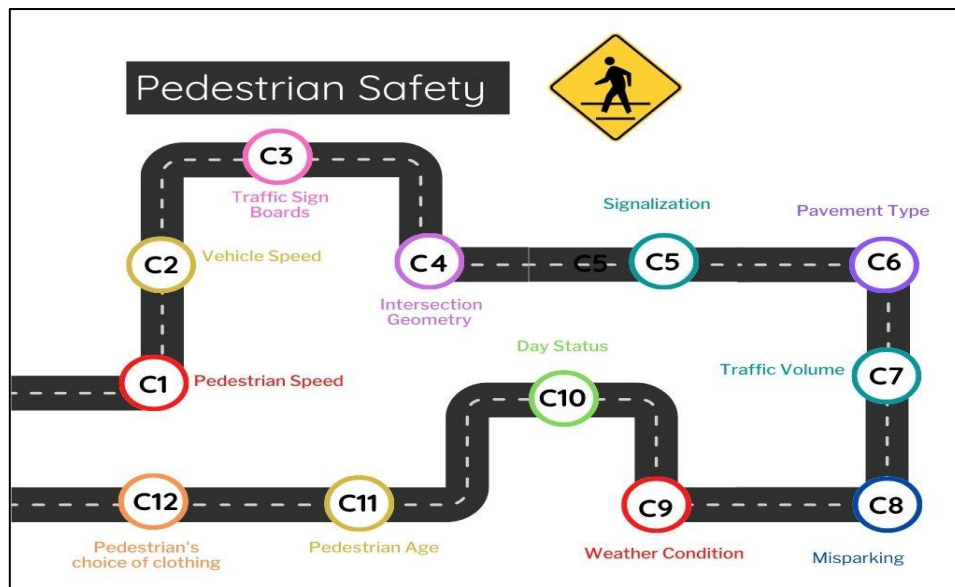 Pedestrian Safety
C3
Traffic Sign
Boards
C2
Vehicle Speed
C4
Intersection
Geometry
Signalization
C5
C5
Pavement Type
C6
C1
Pedestrian Speed
Day Status
C10
Traffic Volume
C7
C12
Pedestrian's
choice of clothing
C11
Pedestrian Age
C9
Weather Condition
C8
Misparking